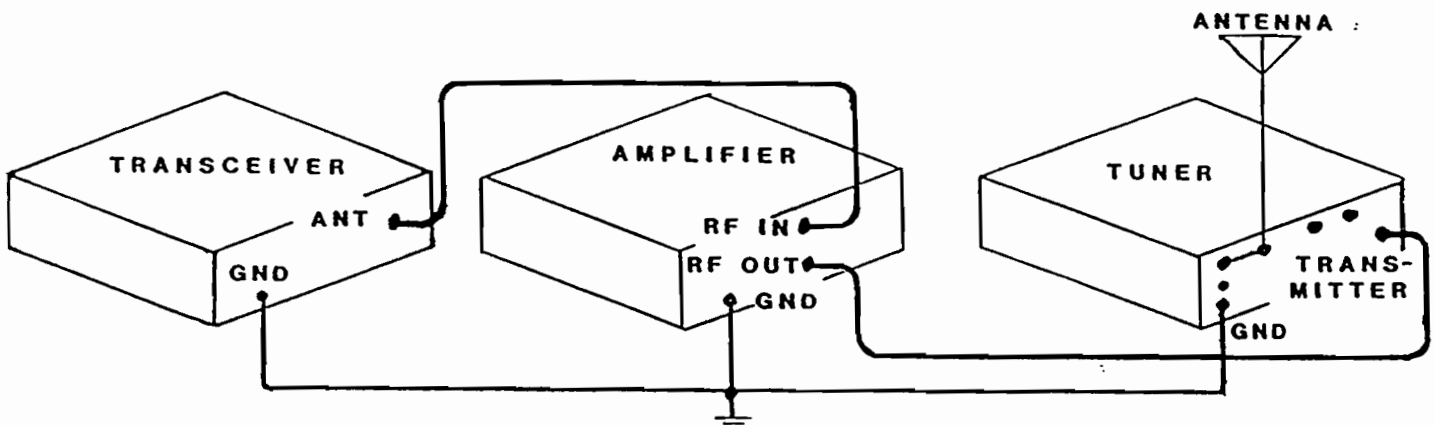 ANTENNA
TRANSCEIVER
ANT
GND
AMPLIFIER
RF IN
RF OUT
GND
TUNER
TRANS-
MITTER
GND